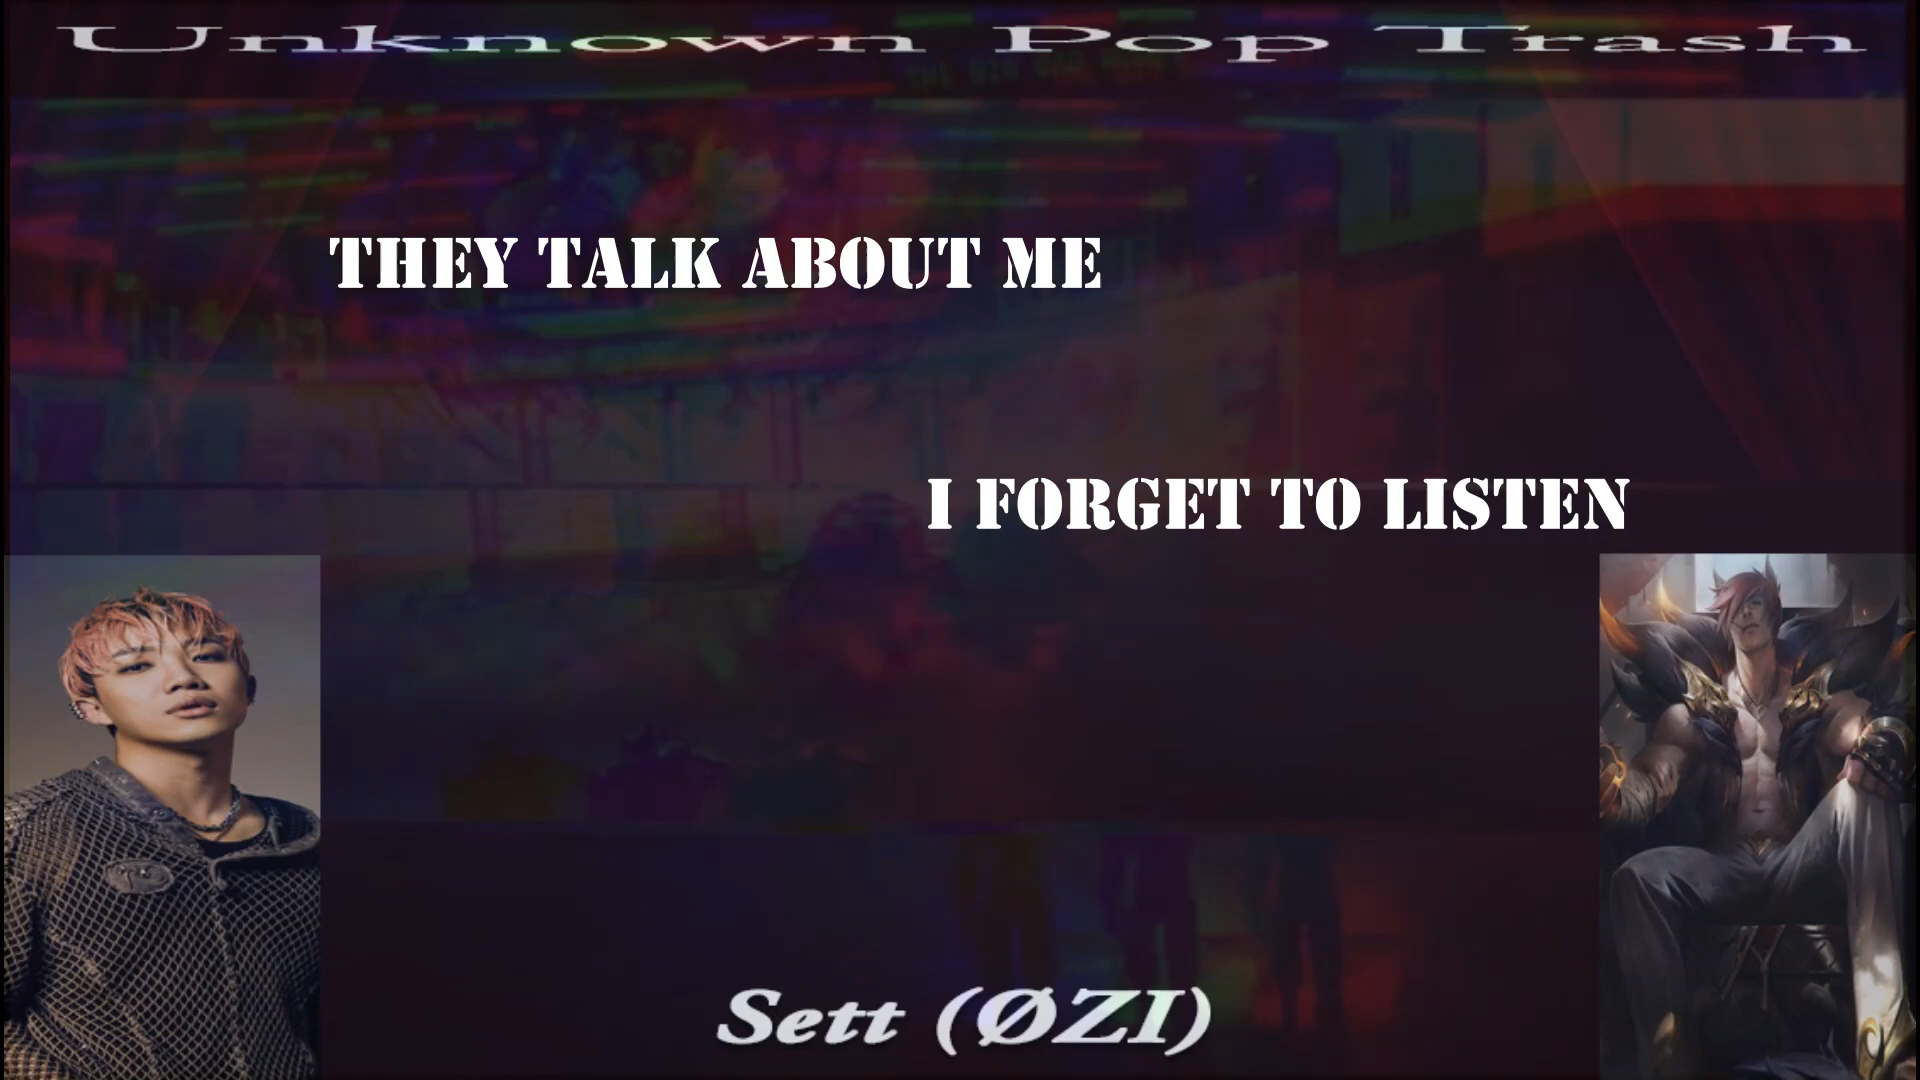 Unknown Pop Trash
THEY TALK ABOUT ME
I FORGET TO LISTEN
Sett (ØZI)